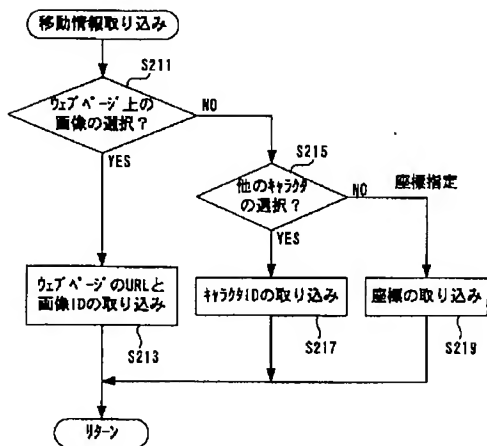 移動情報取り込み
S211
ウェブページ上の
画像の選択?
NO
YES
S215
他のキャラクタ
の選択?
NO
座標指定
YES
ウェブページのURLと
画像IDの取り込み
S213
キャラクタIDの取り込み
S217
座標の取り込み
S219
リターン